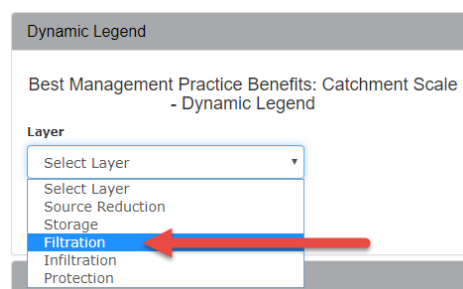 Dynamic Legend
Best Management Practice Benefits: Catchment Scale
- Dynamic Legend
Layer
Select Layer
Select Layer
Source Reduction
Storage
Filtration
Infiltration
Protection